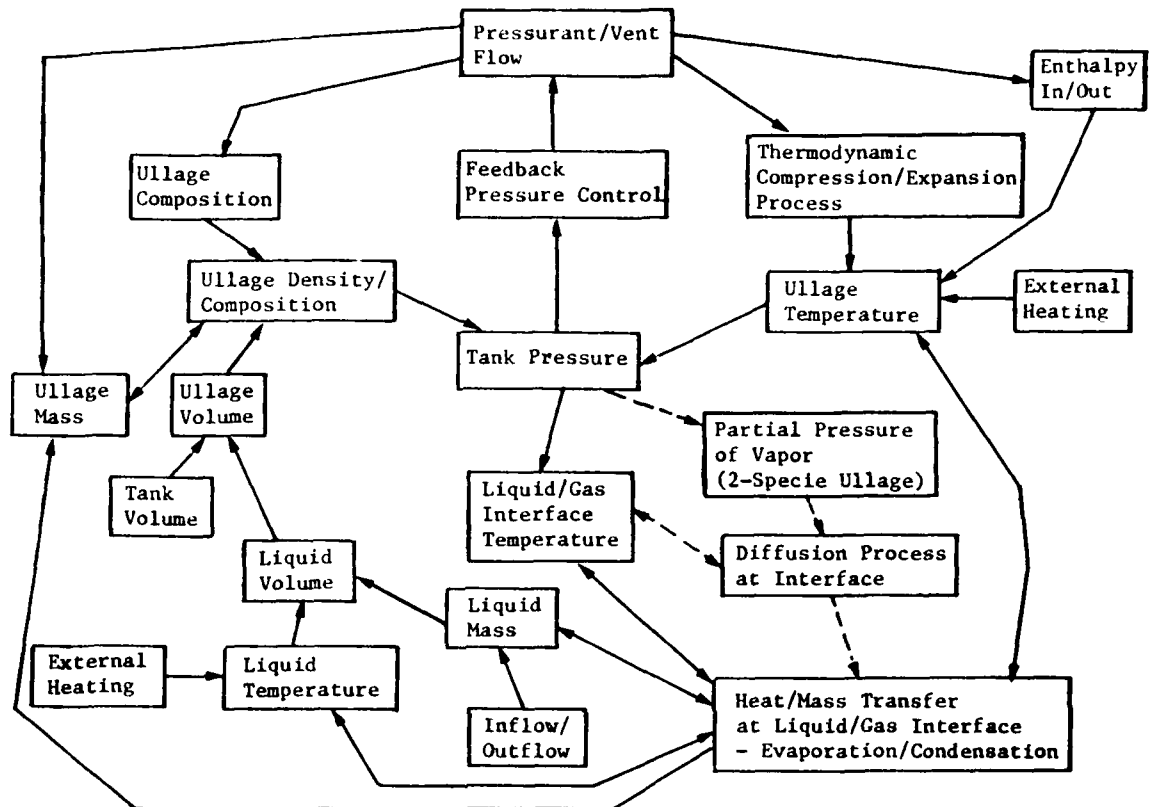 Pressurant/Vent
Flow
Enthalpy
In/Out
Ullage
Composition
Feedback
Pressure Control
Thermodynamic
Compression/Expansion
Process
Ullage Density/
Composition
Ullage
Temperature
External
Heating
Tank Pressure
Ullage
Mass
Ullage
Volume
Partial Pressure
of Vapor
(2-Specie Ullage)
Tank
Volume
Liquid/Gas
Interface
Temperature
Diffusion Process
at Interface
Liquid
Volume
Liquid
Mass
External
Heating
Liquid
Temperature
Inflow/
Outflow
Heat/Mass Transfer
at Liquid/Gas Interface
- Evaporation/Condensation